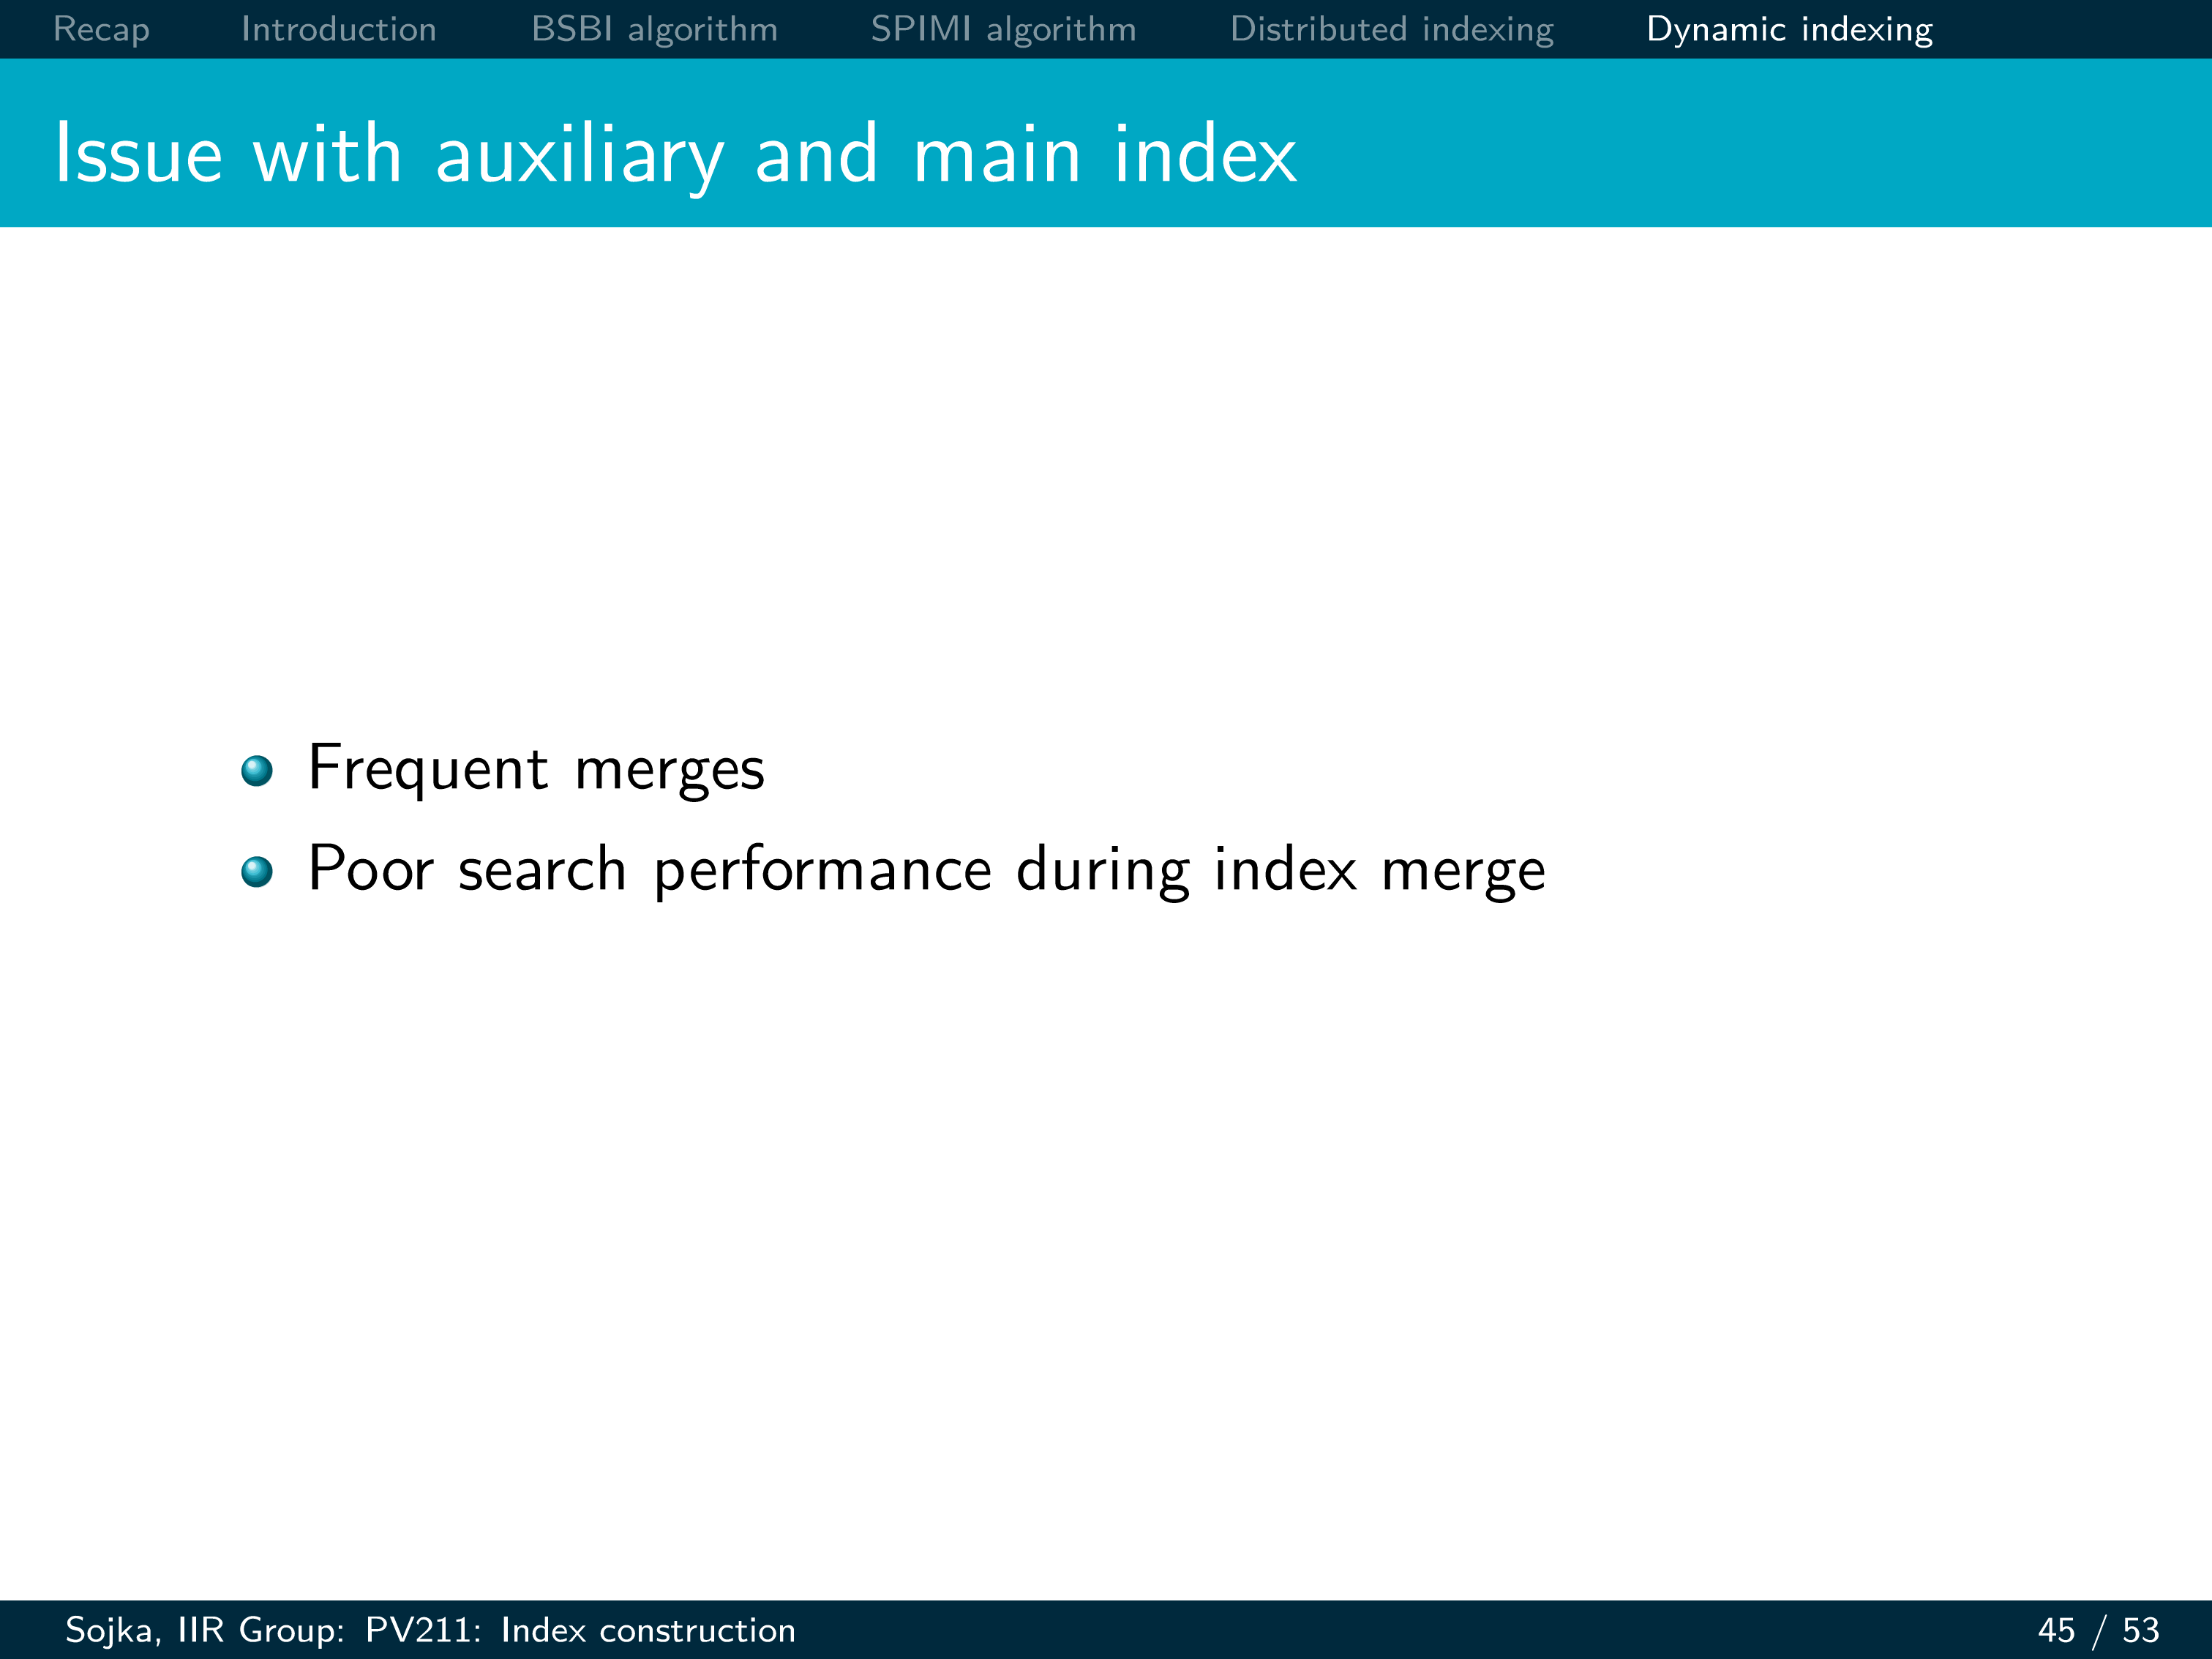 Recap Introduction BSBI algorithm SPIMI algorithm Distributed indexing Dynamic indexing
Issue with auxiliary and main index
Frequent merges
Poor search performance during index merge
Sojka, IIR Group: PV211: Index construction 45 / 53